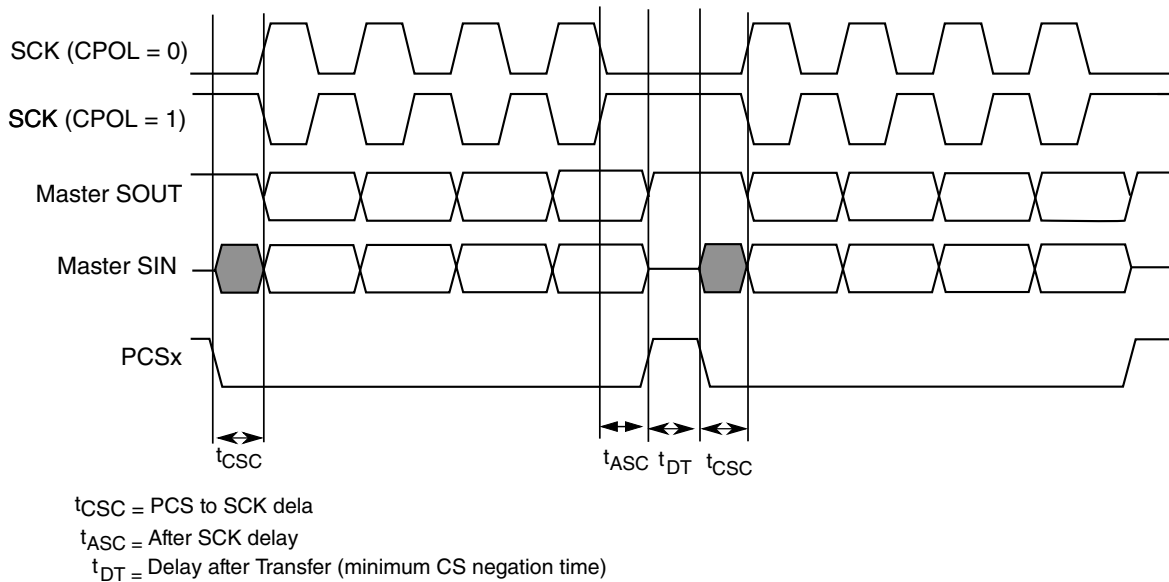 SCK (CPOL = 0)
SCK (CPOL = 1)
Master SOUT
Master SIN
PCSx
tCSC
tASC
tDT
tCSC
tCSC = PCS to SCK dela
tASC = After SCK delay
tDT = Delay after Transfer (minimum CS negation time)